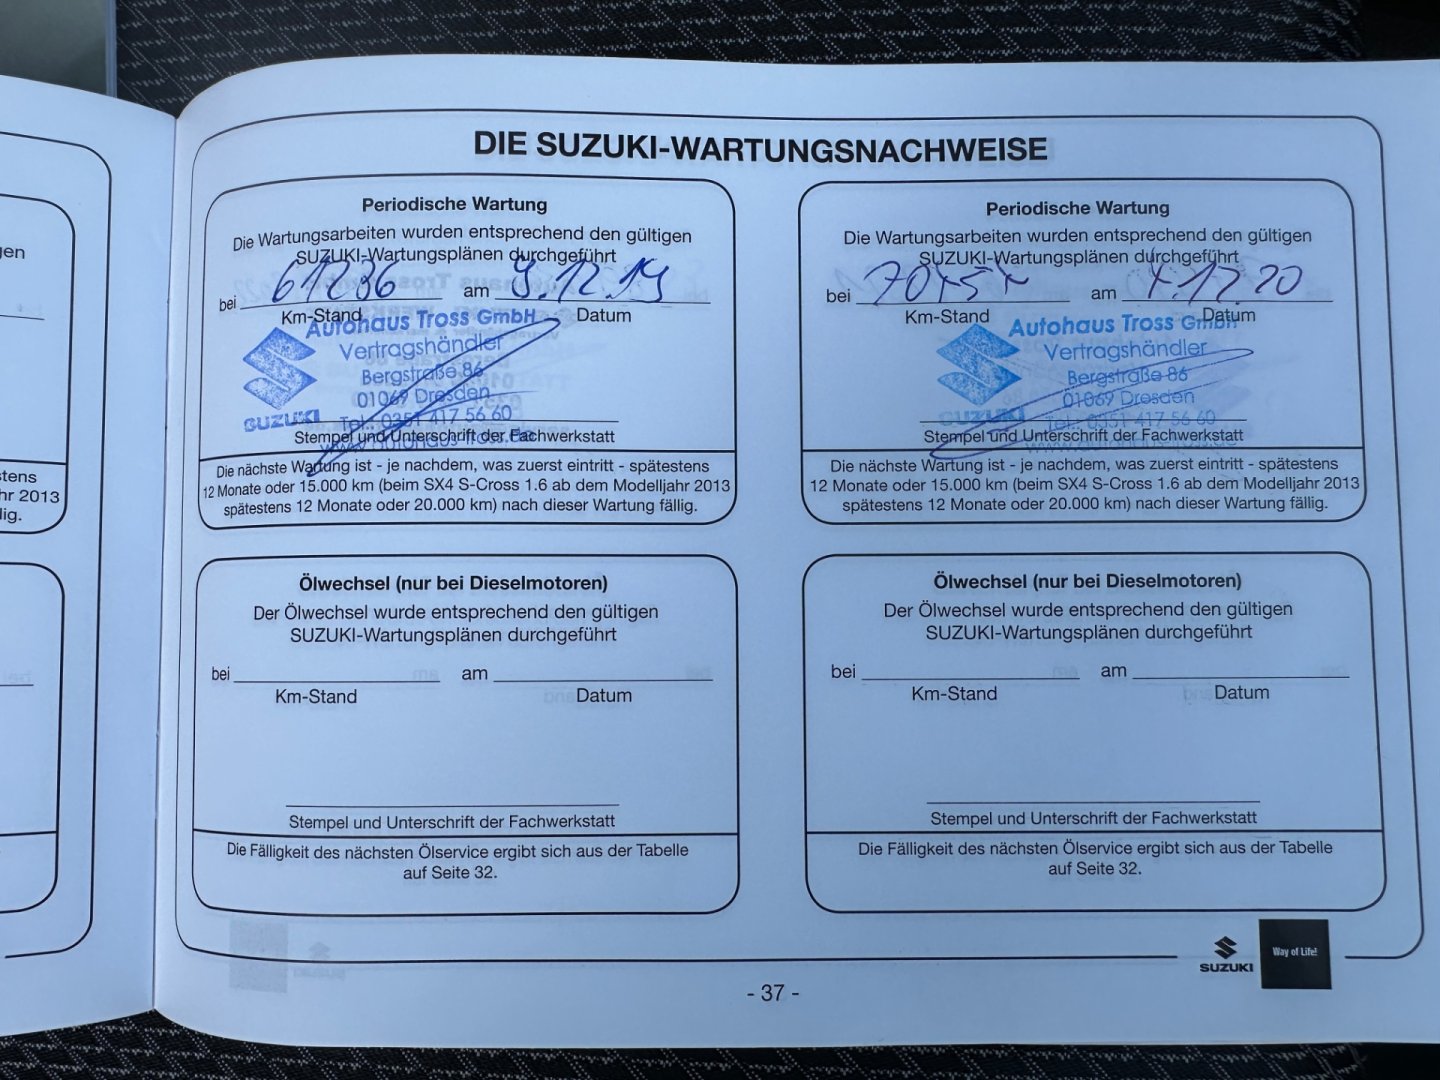 DIE SUZUKI-WARTUNGSNACHWEISE
Periodische Wartung
Die Wartungsarbeiten wurden entsprechend den gültigen
SUZUKI-Wartungsplänen durchgeführt
bei 61286 am 9.12.19
Km-Stand Datum
Autohaus Tross GmbH
Vertragshändler
Bergstraße 86
01069 Dresden
SUZUKI Tel.: 0351 417 56 60
Stempel und Unterschrift der Fachwerkstatt
www.autohaus-tross.de
Die nächste Wartung ist - je nachdem, was zuerst eintritt - spätestens
12 Monate oder 15.000 km (beim SX4 S-Cross 1.6 ab dem Modelljahr 2013
spätestens 12 Monate oder 20.000 km) nach dieser Wartung fällig.
Periodische Wartung
Die Wartungsarbeiten wurden entsprechend den gültigen
SUZUKI-Wartungsplänen durchgeführt
bei am
Km-Stand Datum
Autohaus Tross GmbH
Vertragshändler
Bergstraße 86
01069 Dresden
SUZUKI Tel.: 0351 417 56 60
Stempel und Unterschrift der Fachwerkstatt
www.autohaus-tross.de
Die nächste Wartung ist - je nachdem, was zuerst eintritt - spätestens
12 Monate oder 15.000 km (beim SX4 S-Cross 1.6 ab dem Modelljahr 2013
spätestens 12 Monate oder 20.000 km) nach dieser Wartung fällig.
Ölwechsel (nur bei Dieselmotoren)
Der Ölwechsel wurde entsprechend den gültigen
SUZUKI-Wartungsplänen durchgeführt
bei am
Km-Stand Datum
Stempel und Unterschrift der Fachwerkstatt
Die Fälligkeit des nächsten Ölservice ergibt sich aus der Tabelle
auf Seite 32.
Ölwechsel (nur bei Dieselmotoren)
Der Ölwechsel wurde entsprechend den gültigen
SUZUKI-Wartungsplänen durchgeführt
bei am
Km-Stand Datum
Stempel und Unterschrift der Fachwerkstatt
Die Fälligkeit des nächsten Ölservice ergibt sich aus der Tabelle
auf Seite 32.
SUZUKI
Way of Life!
- 37 -